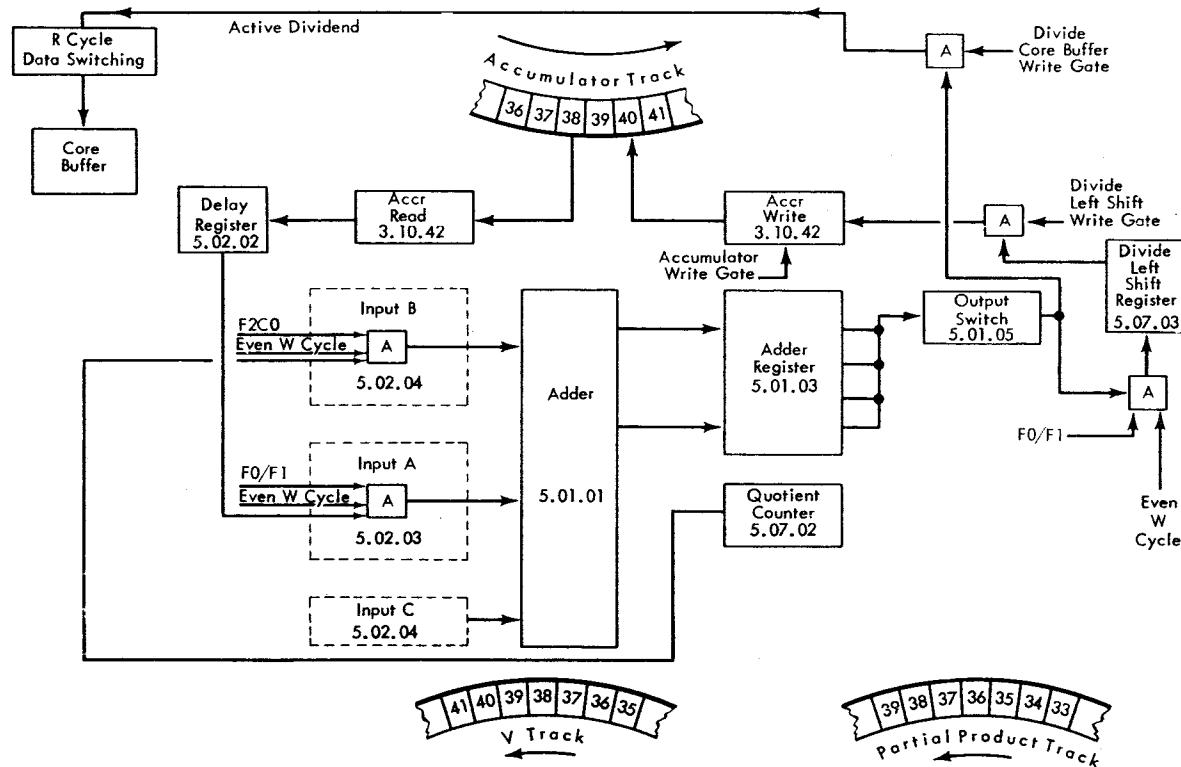 Active Dividend
R Cycle
Data Switching
Core
Buffer
Accumulator Track
36 37 38 39 40 41
A
Divide
Core Buffer
Write Gate
Delay
Register
5.02.02
Accr
Read
3.10.42
Accr
Write
3.10.42
Accumulator
Write Gate
A
Divide
Left Shift
Write Gate
Divide
Left
Shift
Register
5.07.03
Input B
F2C0
Even W Cycle
A
5.02.04
Input A
F0/F1
Even W Cycle
A
5.02.03
Input C
5.02.04
Adder
5.01.01
Adder
Register
5.01.03
Output
Switch
5.01.05
Quotient
Counter
5.07.02
A
F0/F1
Even
W
Cycle
41 40 39 38 37 36 35
V Track
39 38 37 36 35 34 33
Partial Product Track